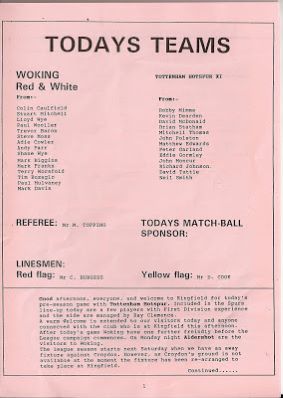 TODAYS TEAMS
WOKING
Red & White
TOTTENHAM HOTSPUR XI
From:-
From:-
Colin Caulfield
Stuart Mitchell
Lloyd Wye
Paul Wooller
Trevor Baron
Steve Moss
Adie Cowler
Andy Parr
Shane Wye
Mark Biggins
Mark Franks
Terry Worsfold
Tim Buzaglo
Paul Mulvaney
Mark Davis
Bobby Mimms
Kevin Dearden
David McDonald
Brian Statham
Mitchell Thomas
John Polston
Matthew Edwards
Peter Garland
Eddie Gormley
John Moncur
Richard Johnson
David Tuttle
Neil Smith
REFEREE: Mr M. TOPPING
TODAYS MATCH-BALL
SPONSOR:
LINESMEN:
Red flag: Mr C. BURGESS
Yellow flag: Mr D. COOK
Good afternoon, everyone, and welcome to Kingfield for today's
pre-season game with Tottenham Hotspur. Included in the Spurs
line-up today are a few players with First Division experience
and the side are managed by Ray Clemence.
A warm welcome is extended to our visitors today and anyone
connected with the club who is at Kingfield this afternoon.
After today's game Woking have one further friendly before the
League campaign commences. On Monday night Aldershot are the
visitors to Woking.
The league season starts next Saturday when we have an away
fixture against Croydon. However, as Croydon's ground is not
available at the moment the fixture has been re-arranged to
take place at Kingfield.
Continued......
1